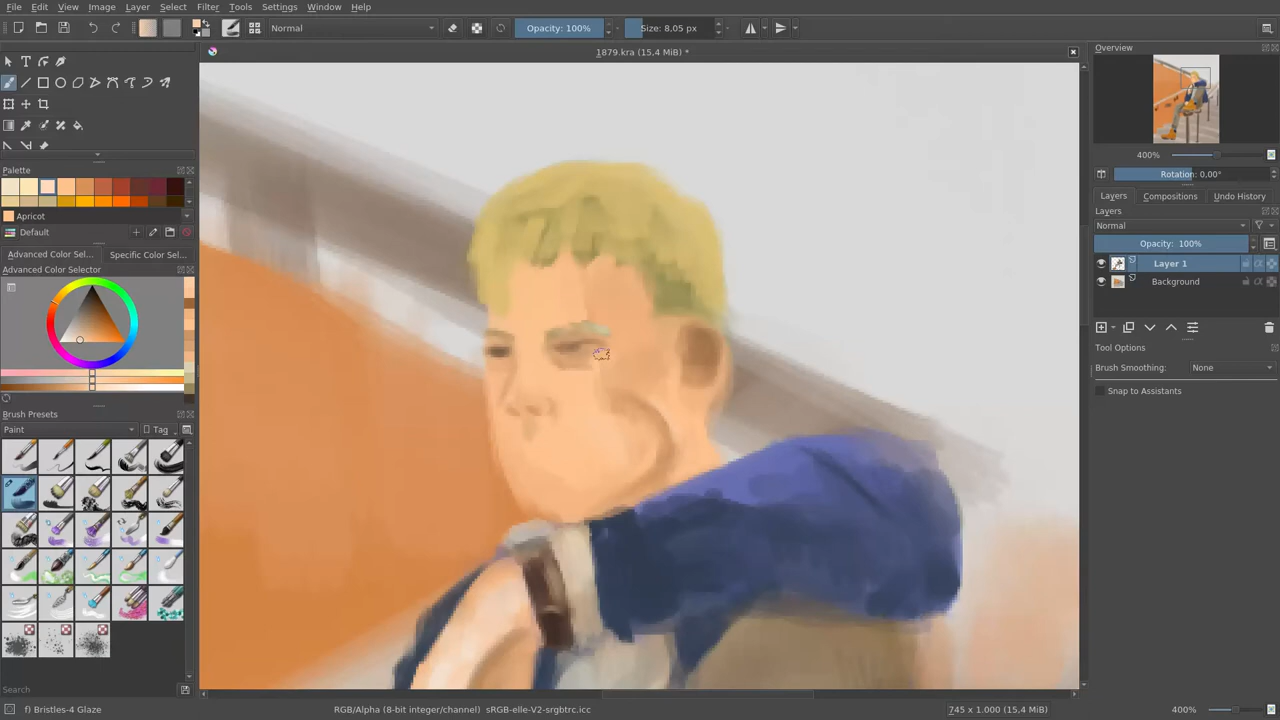 File Edit View Image Layer Select Filter Tools Settings Window Help
Normal Opacity: 100% Size: 8,05 px
1879.kra (15,4 MiB) *
Overview
400%
Rotation: 0,00°
Palette
Apricot
Default
Advanced Color Sel... Specific Color Sel...
Advanced Color Selector
Brush Presets
Paint Tag
Search
Layers Compositions Undo History
Layers
Normal
Opacity: 100%
Layer 1
Background
Tool Options
Brush Smoothing: None
Snap to Assistants
f) Bristles-4 Glaze RGB/Alpha (8-bit integer/channel) sRGB-elle-V2-srgbtrc.icc 745 x 1.000 (15,4 MiB) 400%